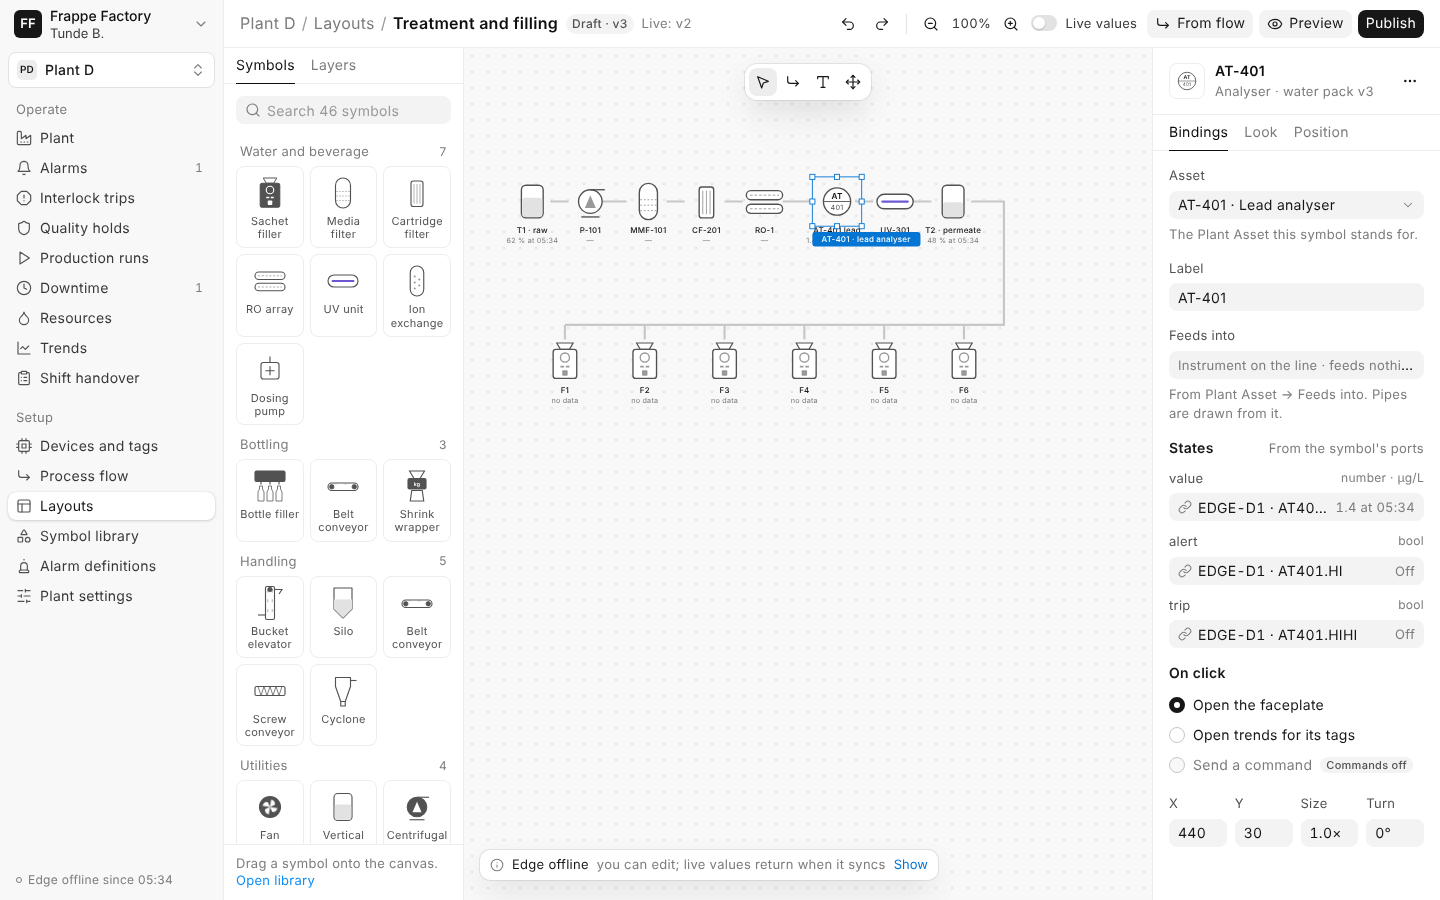 FF
Frappe Factory
Tunde B.
PD
Plant D
Operate
Plant
Alarms 1
Interlock trips
Quality holds
Production runs
Downtime 1
Resources
Trends
Shift handover
Setup
Devices and tags
Process flow
Layouts
Symbol library
Alarm definitions
Plant settings
Edge offline since 05:34
Plant D / Layouts / Treatment and filling Draft · v3 Live: v2
100% Live values From flow Preview Publish
Symbols Layers
Search 46 symbols
Water and beverage 7
Sachet filler
Media filter
Cartridge filter
RO array
UV unit
Ion exchange
Dosing pump
Bottling 3
Bottle filler
kg
Belt conveyor
Shrink wrapper
Handling 5
Bucket elevator
Silo
Belt conveyor
Screw conveyor
Cyclone
Utilities 4
Fan
Vertical
Centrifugal
Drag a symbol onto the canvas.
Open library
AT
401
T1 · raw
62 % at 05:34
P-101
—
MMF-101
—
CF-201
—
RO-1
—
AT-401 · lead analyser
UV-301
T2 · permeate
48 % at 05:34
F1
no data
F2
no data
F3
no data
F4
no data
F5
no data
F6
no data
Edge offline you can edit; live values return when it syncs Show
AT
401
AT-401
Analyser · water pack v3
Bindings Look Position
Asset
AT-401 · Lead analyser
The Plant Asset this symbol stands for.
Label
AT-401
Feeds into
Instrument on the line · feeds nothi...
From Plant Asset → Feeds into. Pipes
are drawn from it.
States From the symbol's ports
value number · µg/L
EDGE-D1 · AT40... 1.4 at 05:34
alert bool
EDGE-D1 · AT401.HI Off
trip bool
EDGE-D1 · AT401.HIHI Off
On click
Open the faceplate
Open trends for its tags
Send a command Commands off
X Y Size Turn
440 30 1.0× 0°